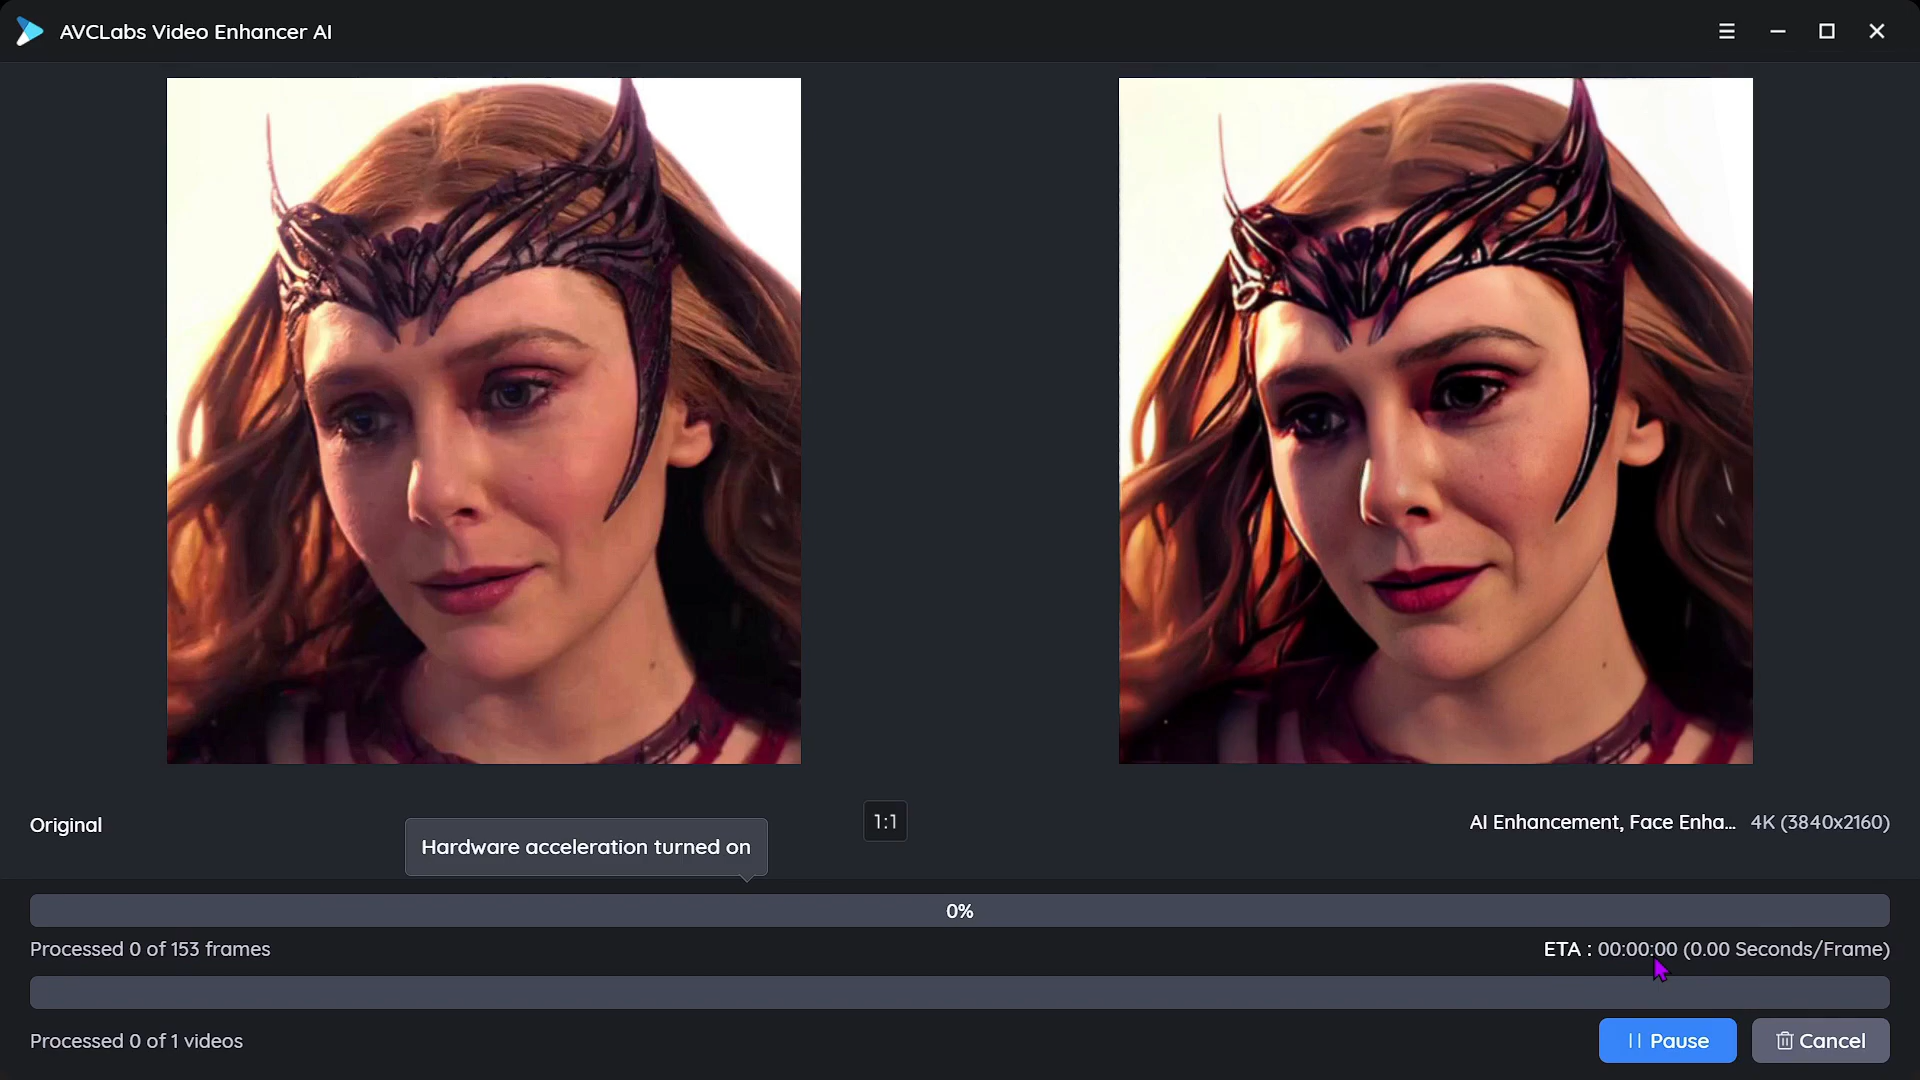 AVCLabs Video Enhancer AI
Original
1:1
AI Enhancement, Face Enha... 4K (3840x2160)
Hardware acceleration turned on
0%
Processed 0 of 153 frames
ETA : 00:00:00 (0.00 Seconds/Frame)
Processed 0 of 1 videos
Pause
Cancel